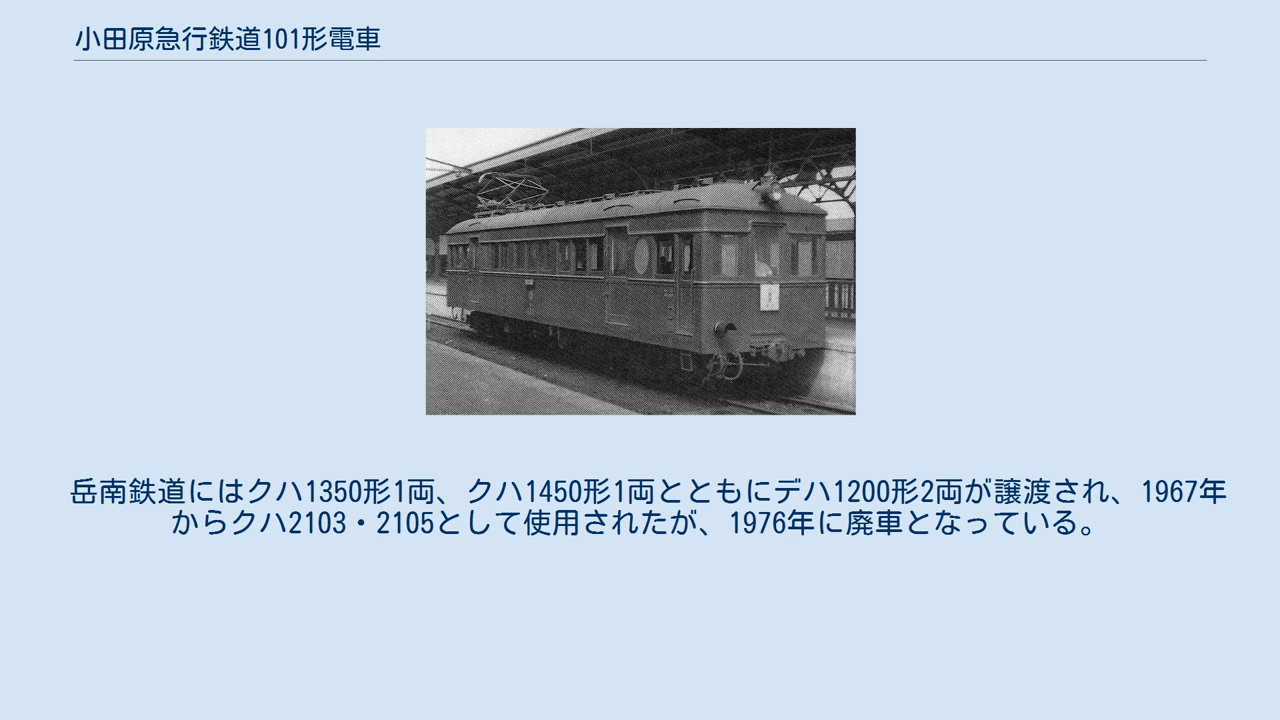 小田原急行鉄道101形電車
岳南鉄道にはクハ1350形1両、クハ1450形1両とともにデハ1200形2両が譲渡され、1967年
からクハ2103・2105として使用されたが、1976年に廃車となっている。